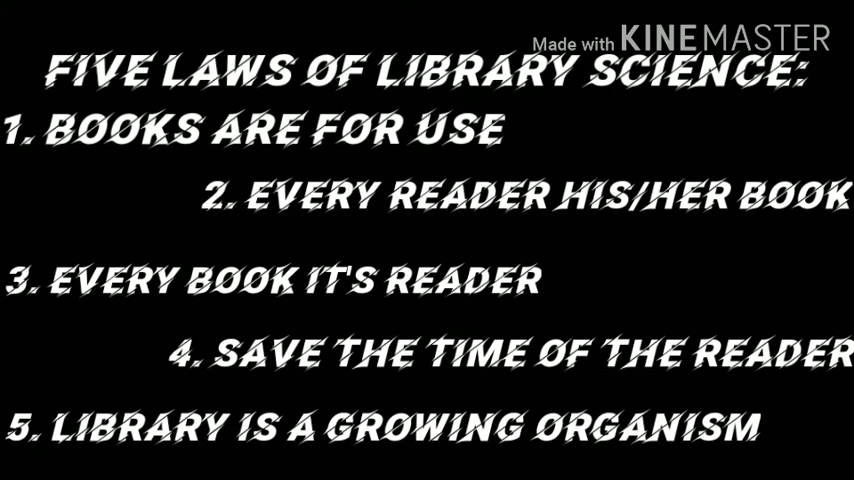 Made with KINEMASTER
FIVE LAWS OF LIBRARY SCIENCE:
1. BOOKS ARE FOR USE
2. EVERY READER HIS/HER BOOK
3. EVERY BOOK IT'S READER
4. SAVE THE TIME OF THE READER
5. LIBRARY IS A GROWING ORGANISM